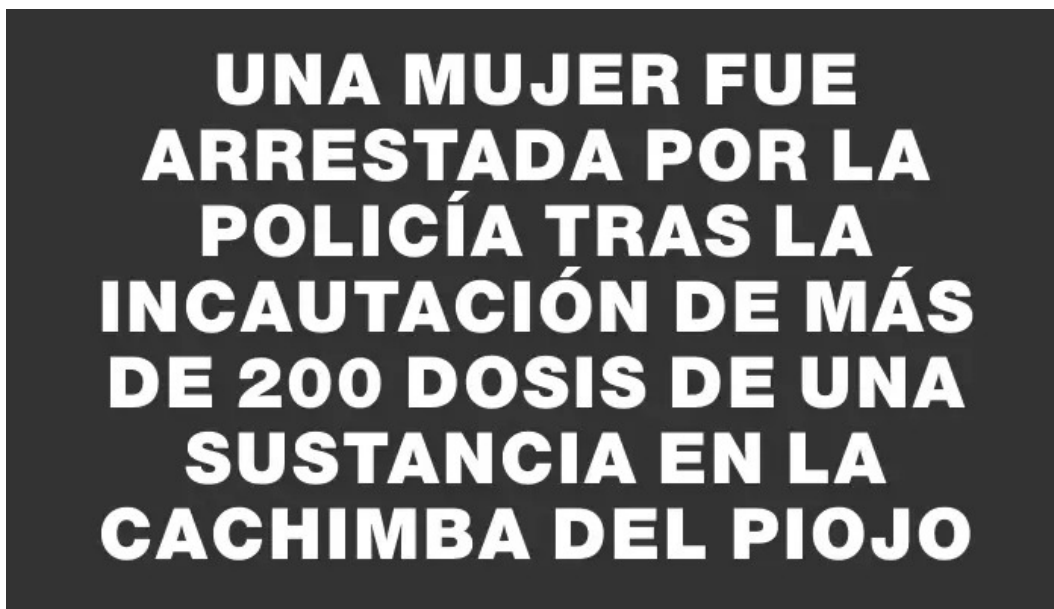 UNA MUJER FUE
ARRESTADA POR LA
POLICÍA TRAS LA
INCAUTACIÓN DE MÁS
DE 200 DOSIS DE UNA
SUSTANCIA EN LA
CACHIMBA DEL PIOJO